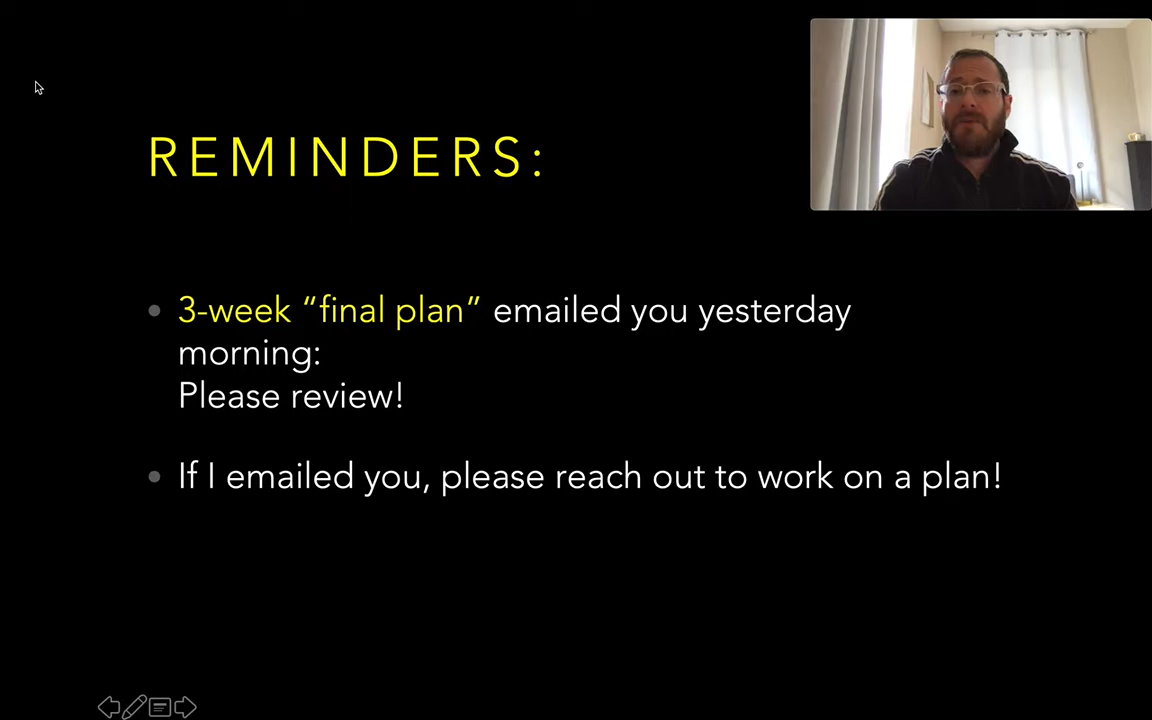 REMINDERS:
• 3-week “final plan” emailed you yesterday
morning:
Please review!
• If I emailed you, please reach out to work on a plan!